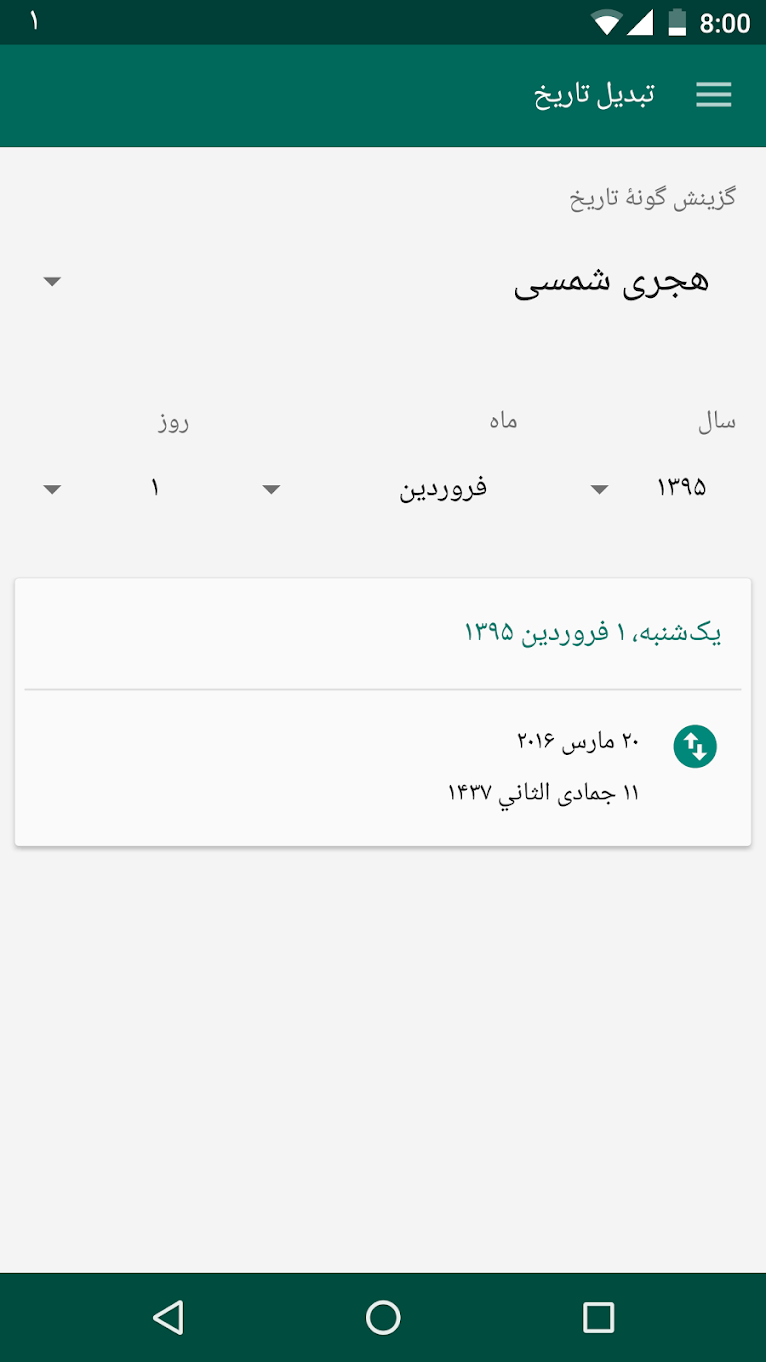 ۱ 8:00
تبدیل تاریخ
گزینش گونهٔ تاریخ
هجری شمسی
سال ماه روز
۱۳۹۵ فروردین ۱
یک‌شنبه، ۱ فروردین ۱۳۹۵
۲۰ مارس ۲۰۱۶
۱۱ جمادی الثاني ۱۴۳۷